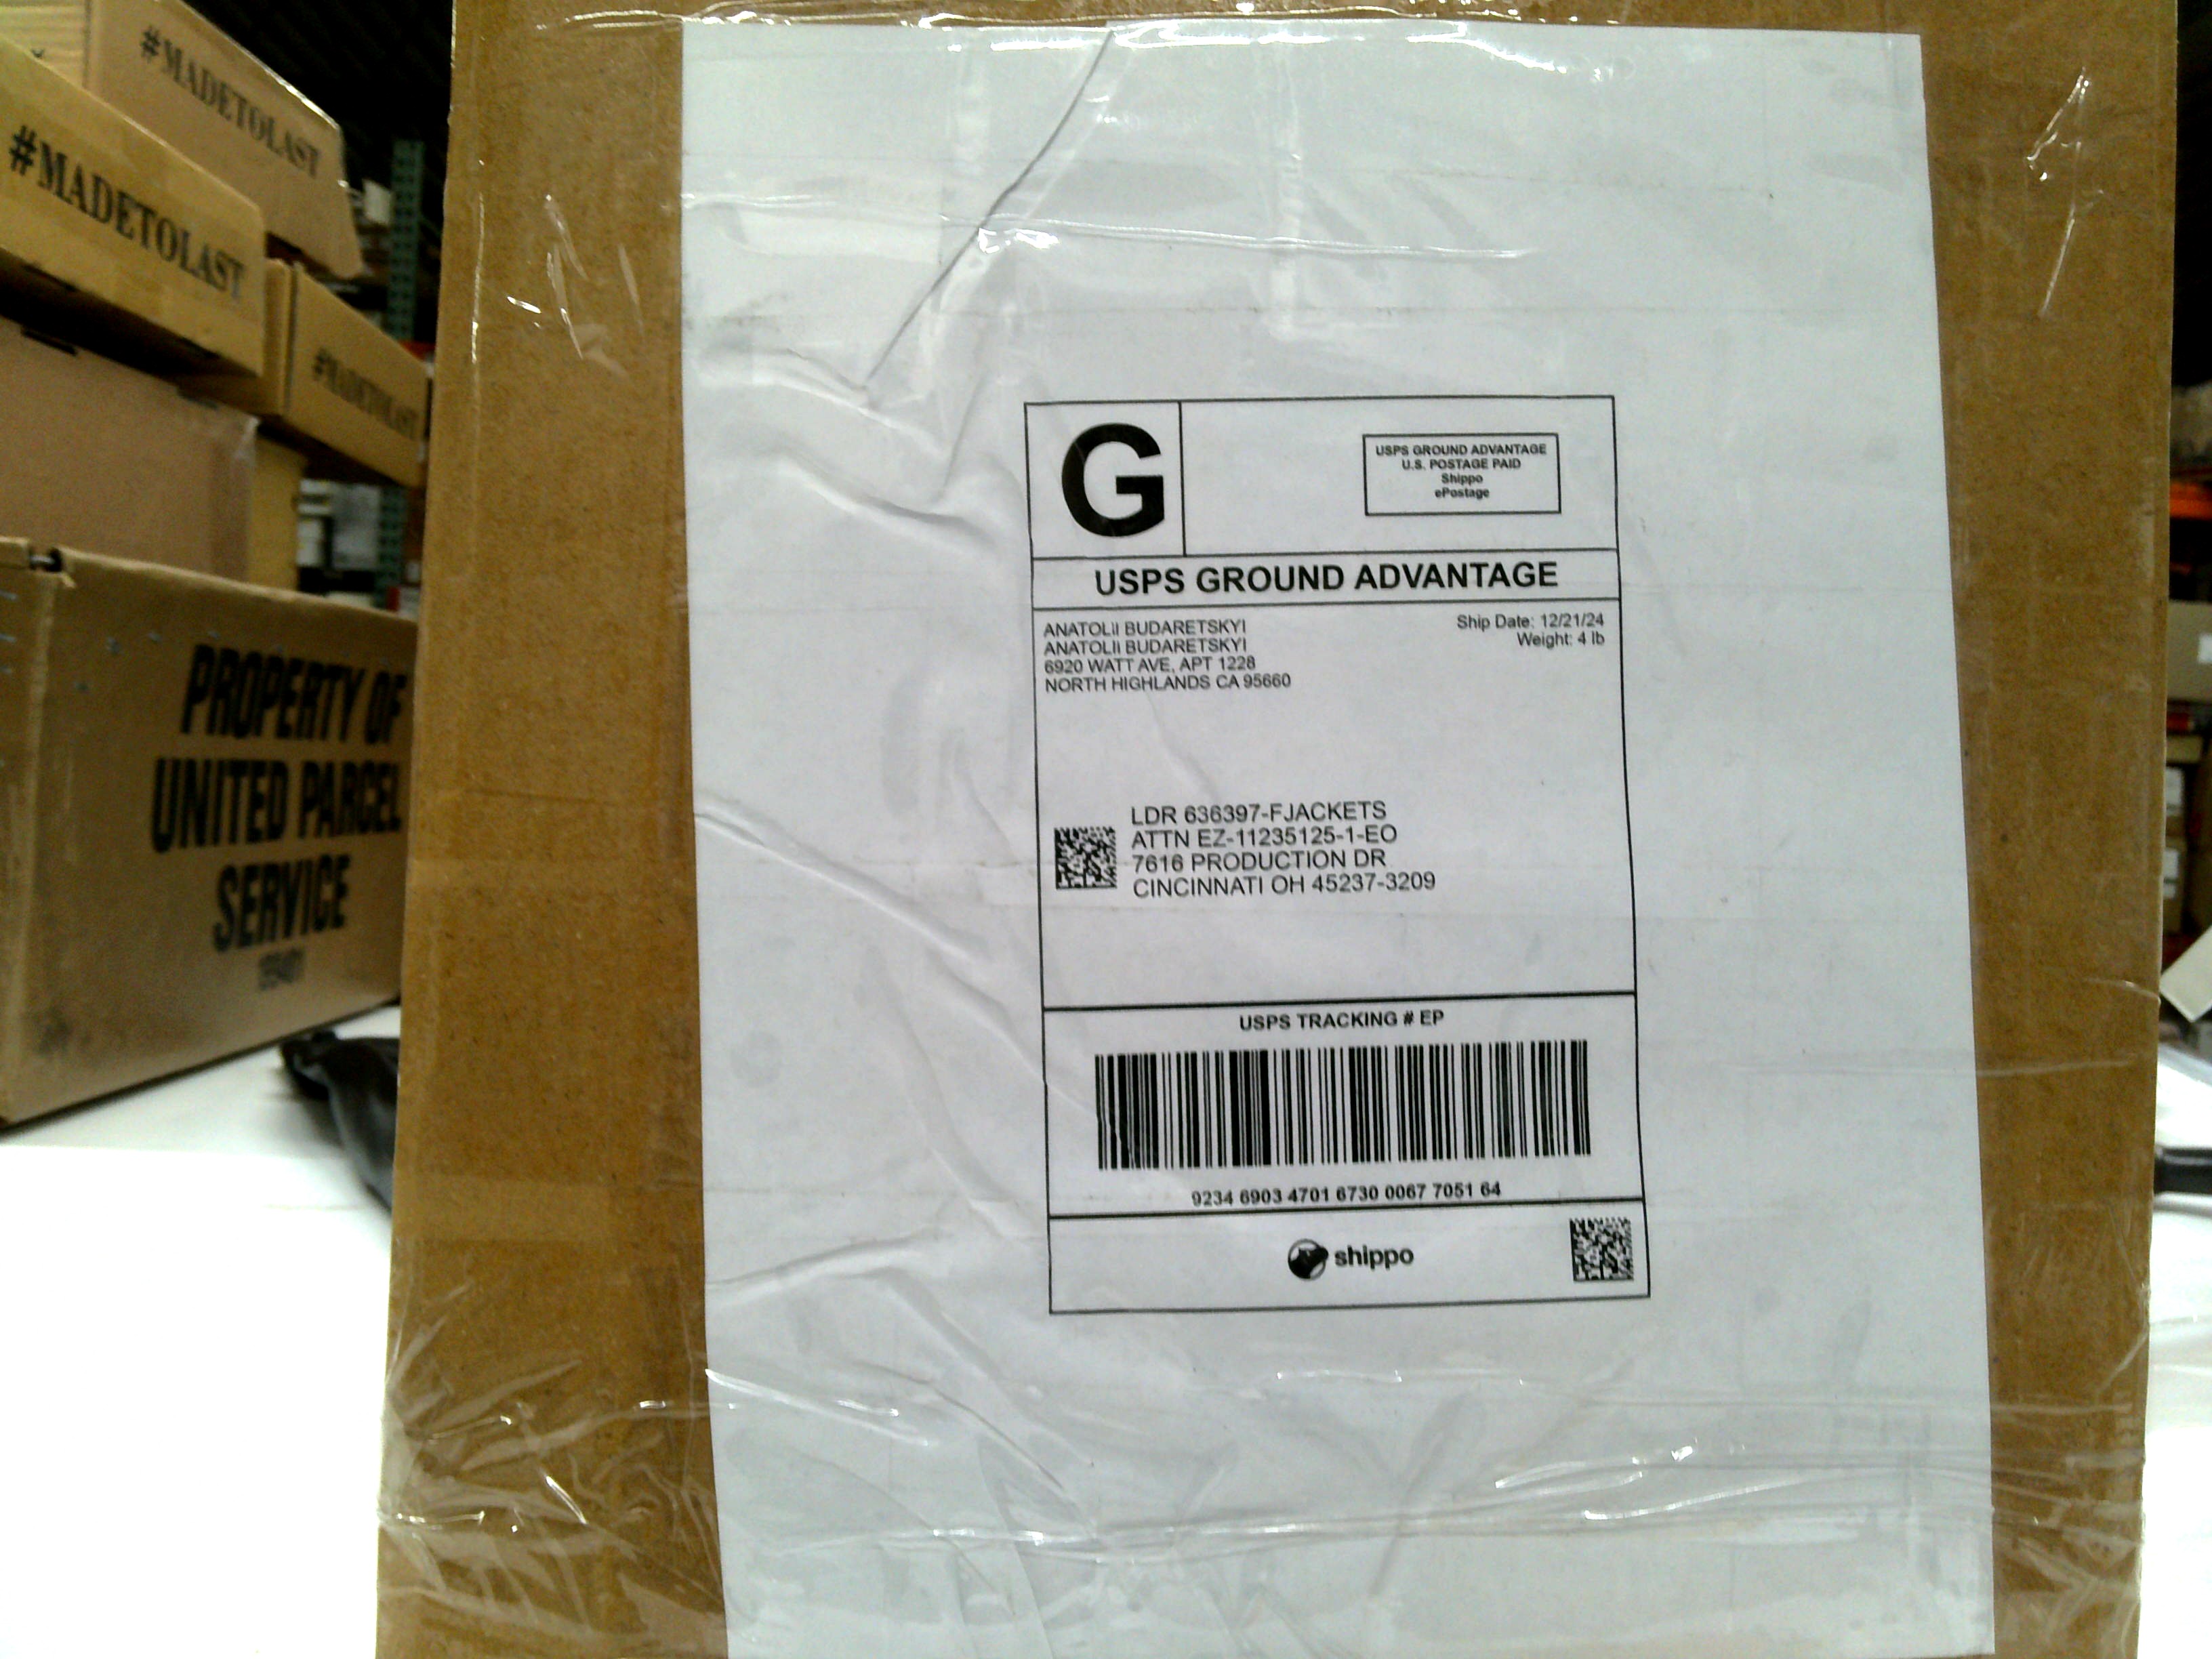 #MADETOLAST
#MADETOLAST
#MADETOLAST
PROPERTY OF
UNITED PARCEL
SERVICE
G
USPS GROUND ADVANTAGE
U.S. POSTAGE PAID
Shippo
ePostage
USPS GROUND ADVANTAGE
ANATOLII BUDARETSKYI
ANATOLII BUDARETSKYI
6920 WATT AVE, APT 1228
NORTH HIGHLANDS CA 95660
Ship Date: 12/21/24
Weight: 4 lb
LDR 636397-FJACKETS
ATTN EZ-11235125-1-EO
7616 PRODUCTION DR
CINCINNATI OH 45237-3209
USPS TRACKING # EP
9234 6903 4701 6730 0067 7051 64
shippo